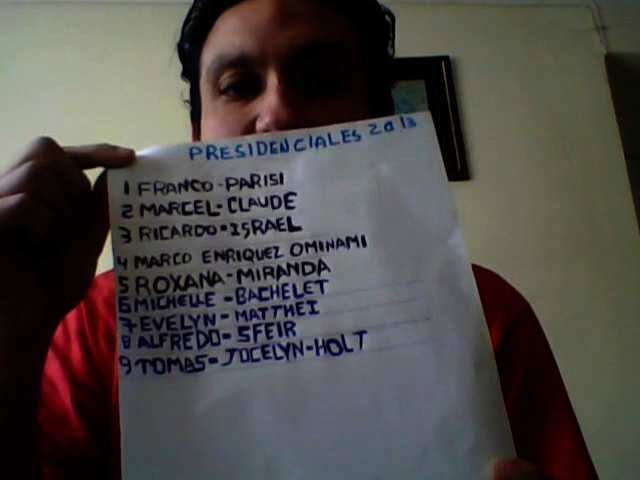 PRESIDENCIALES 2013
1 FRANCO-PARISI
2 MARCEL-CLAUDE
3 RICARDO-ISRAEL
4 MARCO ENRIQUEZ OMINAMI
5 ROXANA-MIRANDA
6 MICHELLE-BACHELET
7 EVELYN-MATTHEI
8 ALFREDO-SFEIR
9 TOMAS-JOCELYN-HOLT